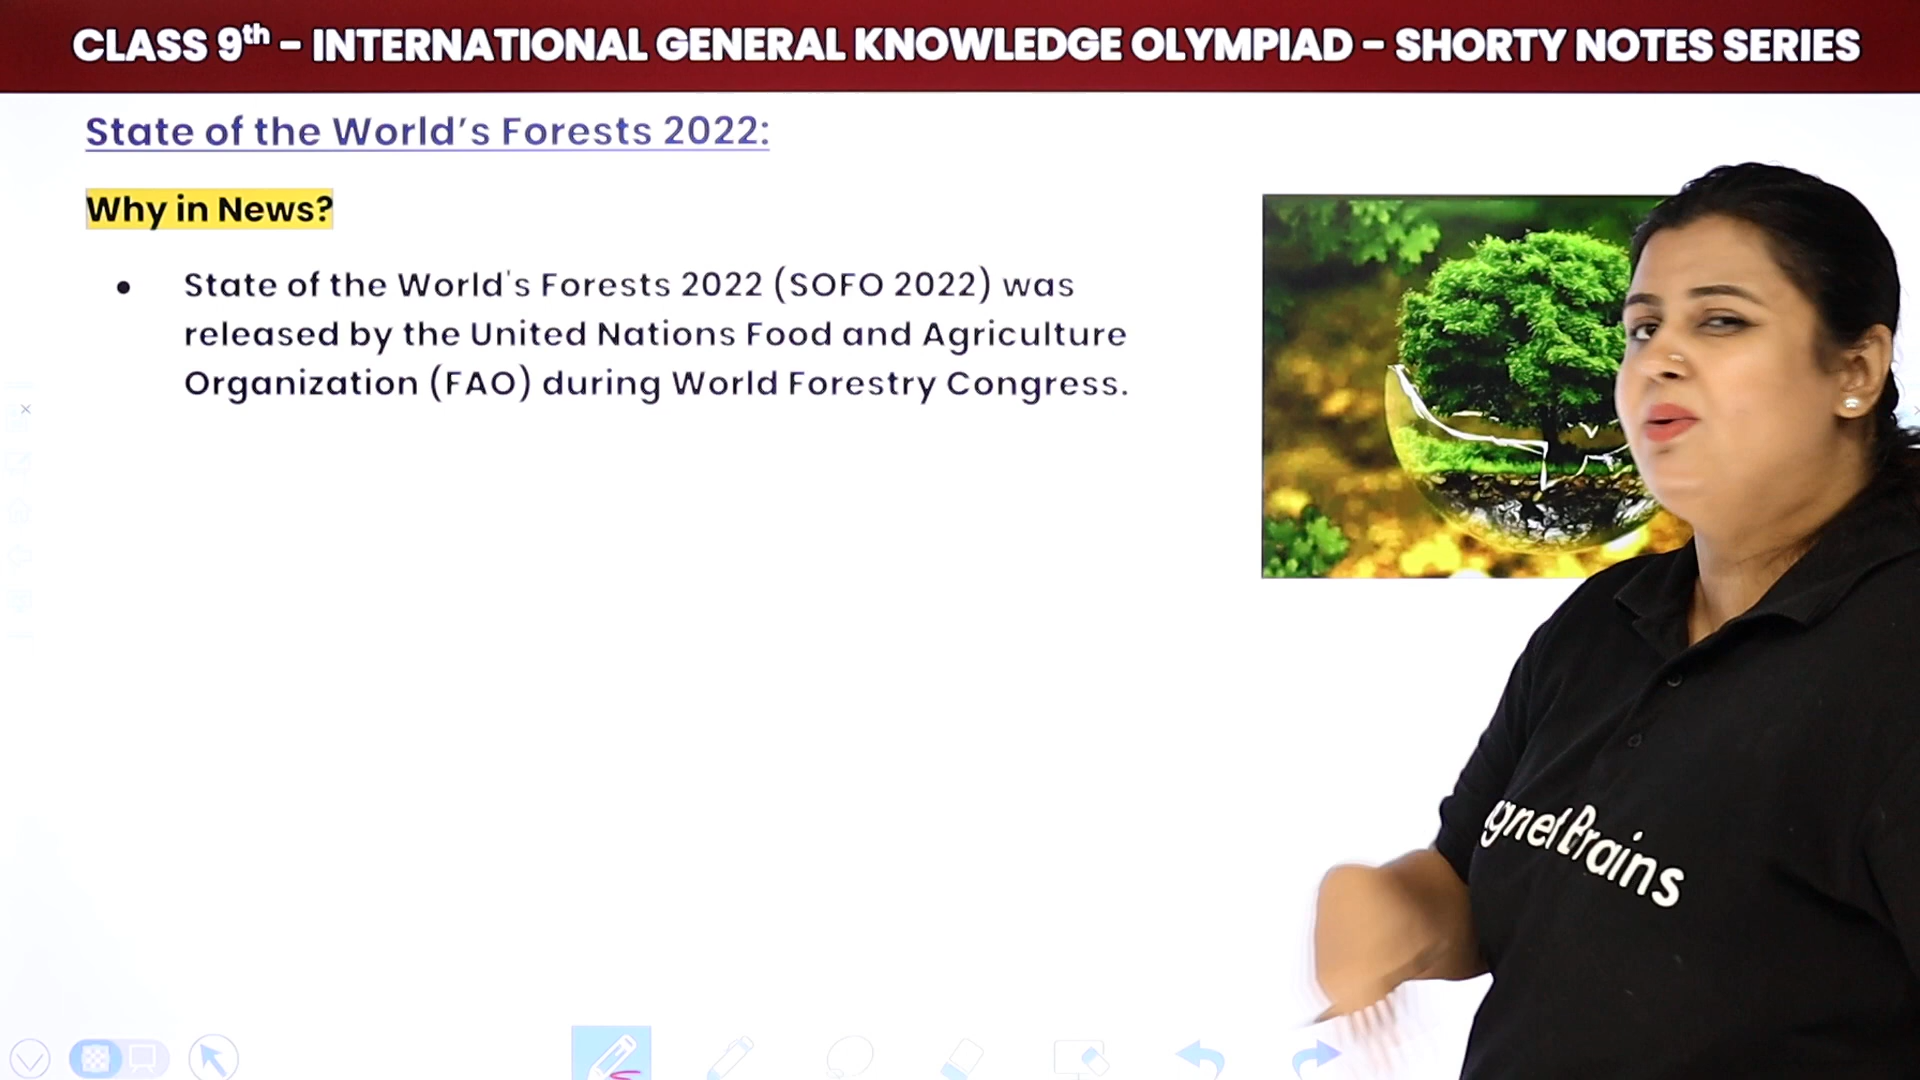 CLASS 9th – INTERNATIONAL GENERAL KNOWLEDGE OLYMPIAD – SHORTY NOTES SERIES
State of the World’s Forests 2022:
Why in News?
• State of the World's Forests 2022 (SOFO 2022) was
released by the United Nations Food and Agriculture
Organization (FAO) during World Forestry Congress.
agnet Brains